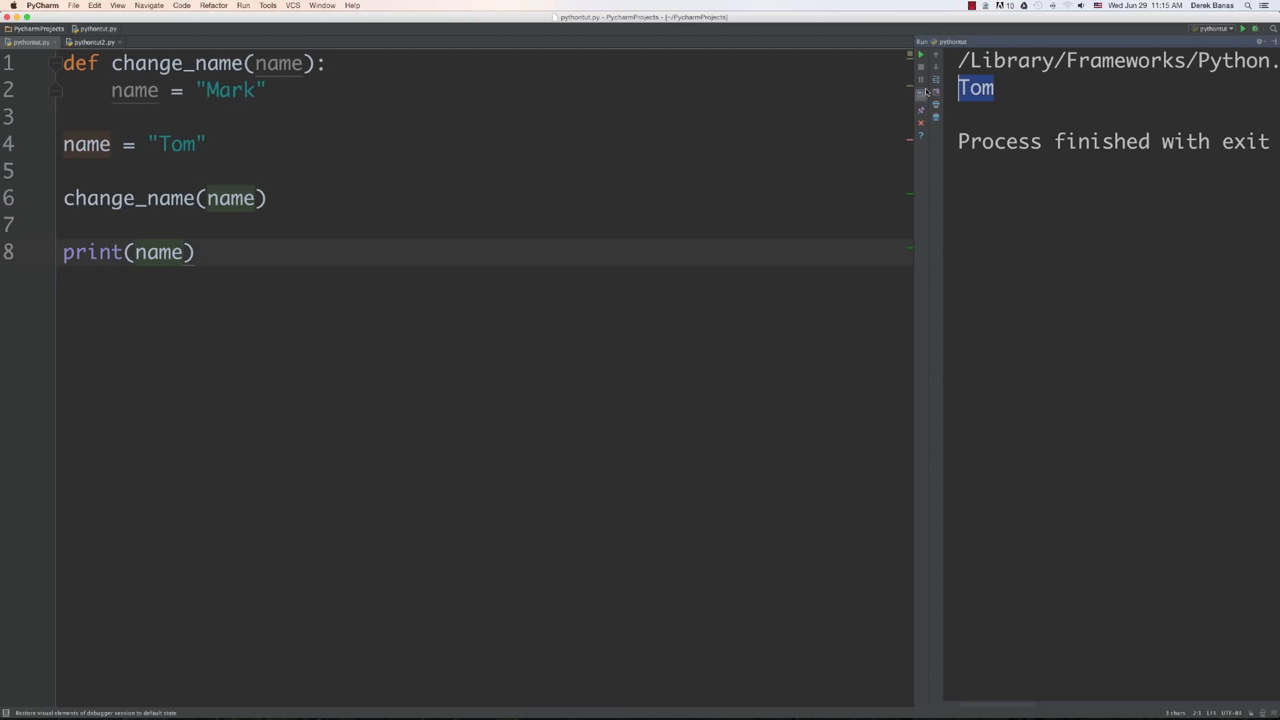 PyCharm File Edit View Navigate Code Refactor Run Tools VCS Window Help 10 Wed Jun 29 11:15 AM Derek Banas
pythontut.py - PycharmProjects - [~/PycharmProjects]
PycharmProjects pythontut.py pythontut
pythontut.py × pythontut2.py × Run pythontut
1 def change_name(name):
2 name = "Mark"
3
4 name = "Tom"
5
6 change_name(name)
7
8 print(name)
/Library/Frameworks/Python.
Tom
Process finished with exit
Restore visual elements of debugger session to default state 3 chars 2:1 LF÷ UTF-8÷